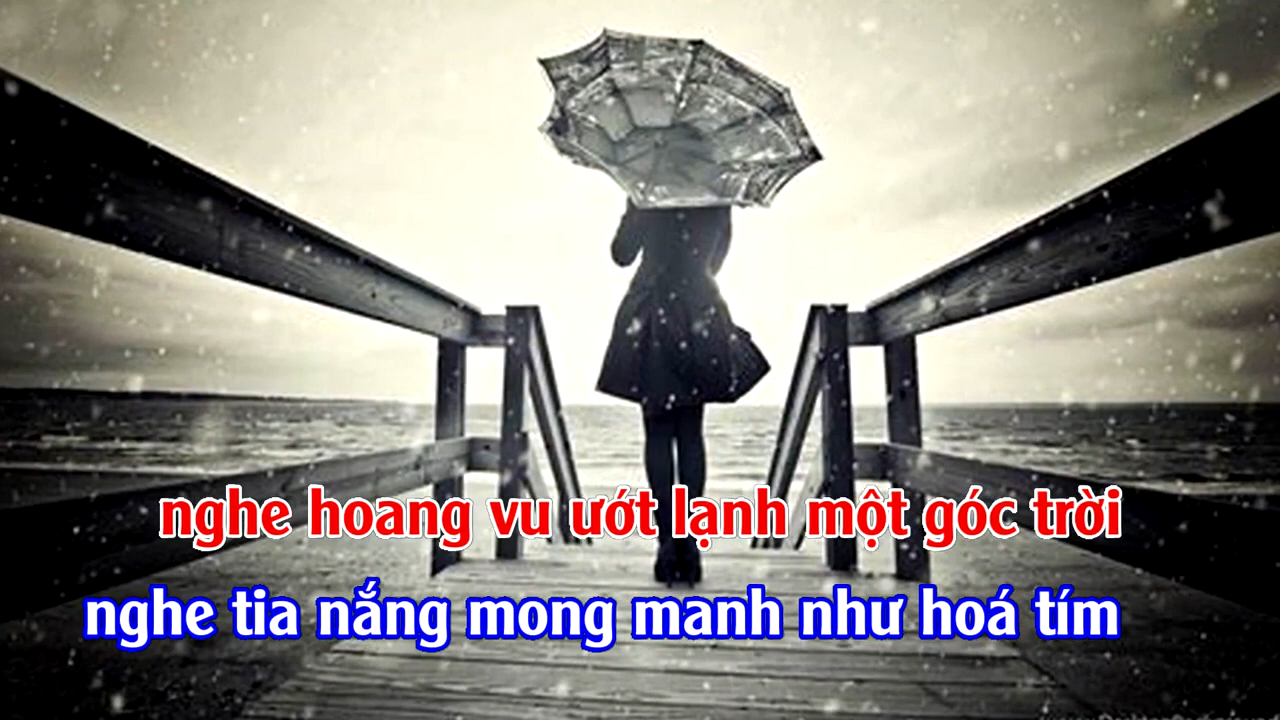 nghe hoang vu ướt lạnh một góc trời
nghe tia nắng mong manh như hoá tím